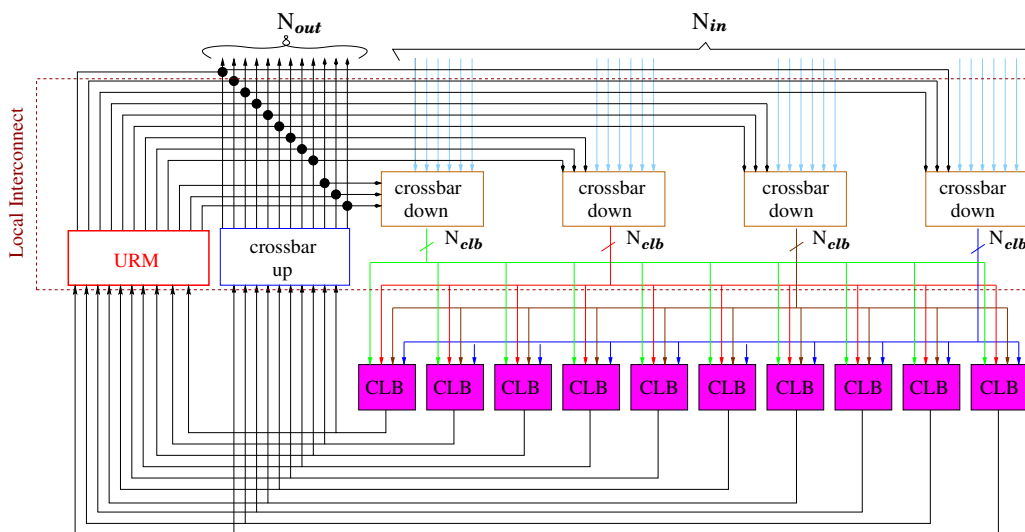 N_out
N_in
Local Interconnect
crossbar
down
crossbar
down
crossbar
down
crossbar
down
URM
crossbar
up
N_clb
N_clb
N_clb
N_clb
CLB
CLB
CLB
CLB
CLB
CLB
CLB
CLB
CLB
CLB